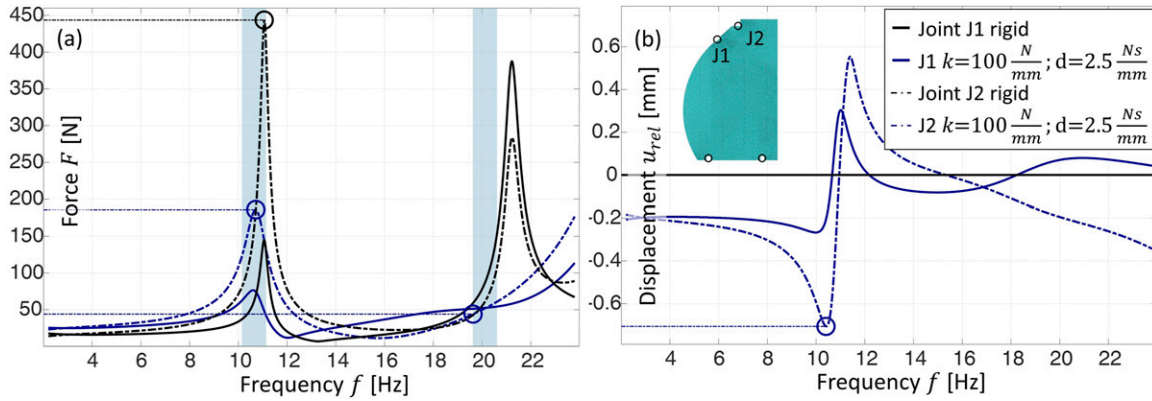 (a)
450
400
350
300
250
200
150
100
50
Force F [N]
4 6 8 10 12 14 16 18 20 22
Frequency f [Hz]
(b)
J1
J2
0.6
0.4
0.2
0
-0.2
-0.4
-0.6
Displacement u_rel [mm]
Joint J1 rigid
J1 k=100 N/mm ; d=2.5 Ns/mm
Joint J2 rigid
J2 k=100 N/mm ; d=2.5 Ns/mm
4 6 8 10 12 14 16 18 20 22
Frequency f [Hz]